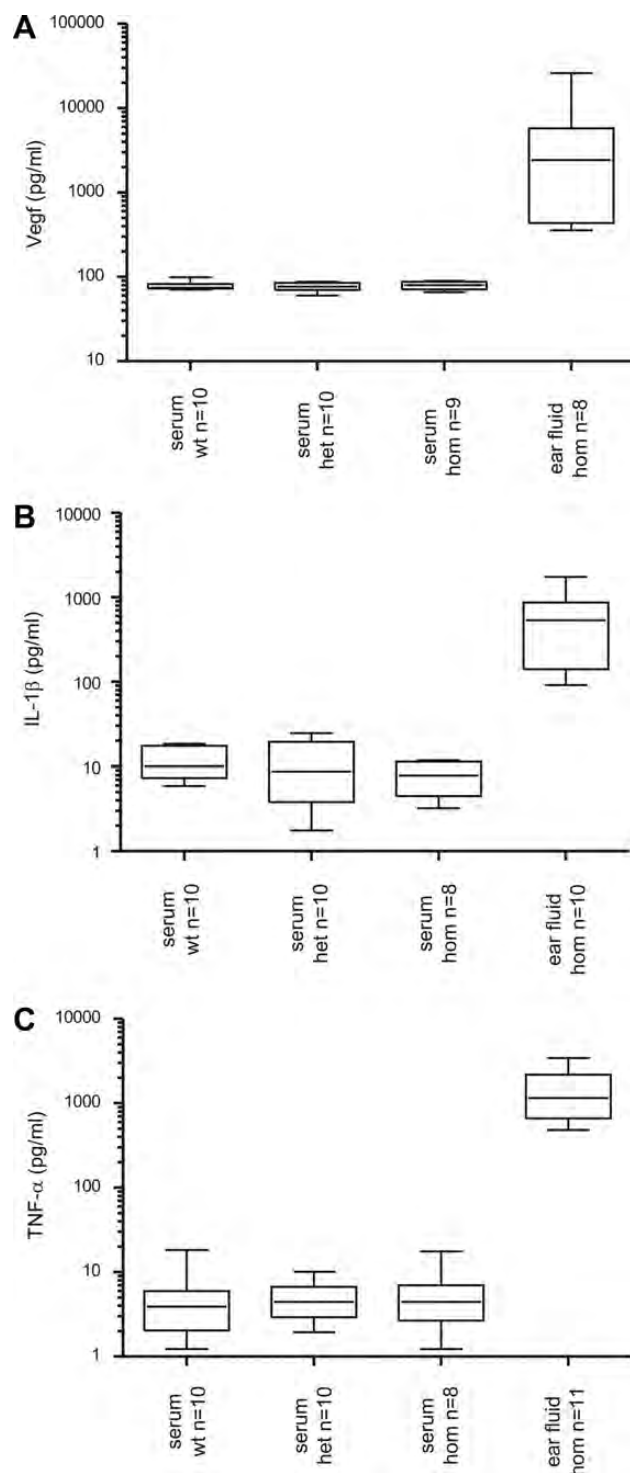 A
100000
10000
1000
100
10
Vegf (pg/ml)
serum
wt n=10
serum
het n=10
serum
hom n=9
ear fluid
hom n=8
B
10000
1000
100
10
1
IL-1β (pg/ml)
serum
wt n=10
serum
het n=10
serum
hom n=8
ear fluid
hom n=10
C
10000
1000
100
10
1
TNF-α (pg/ml)
serum
wt n=10
serum
het n=10
serum
hom n=8
ear fluid
hom n=11